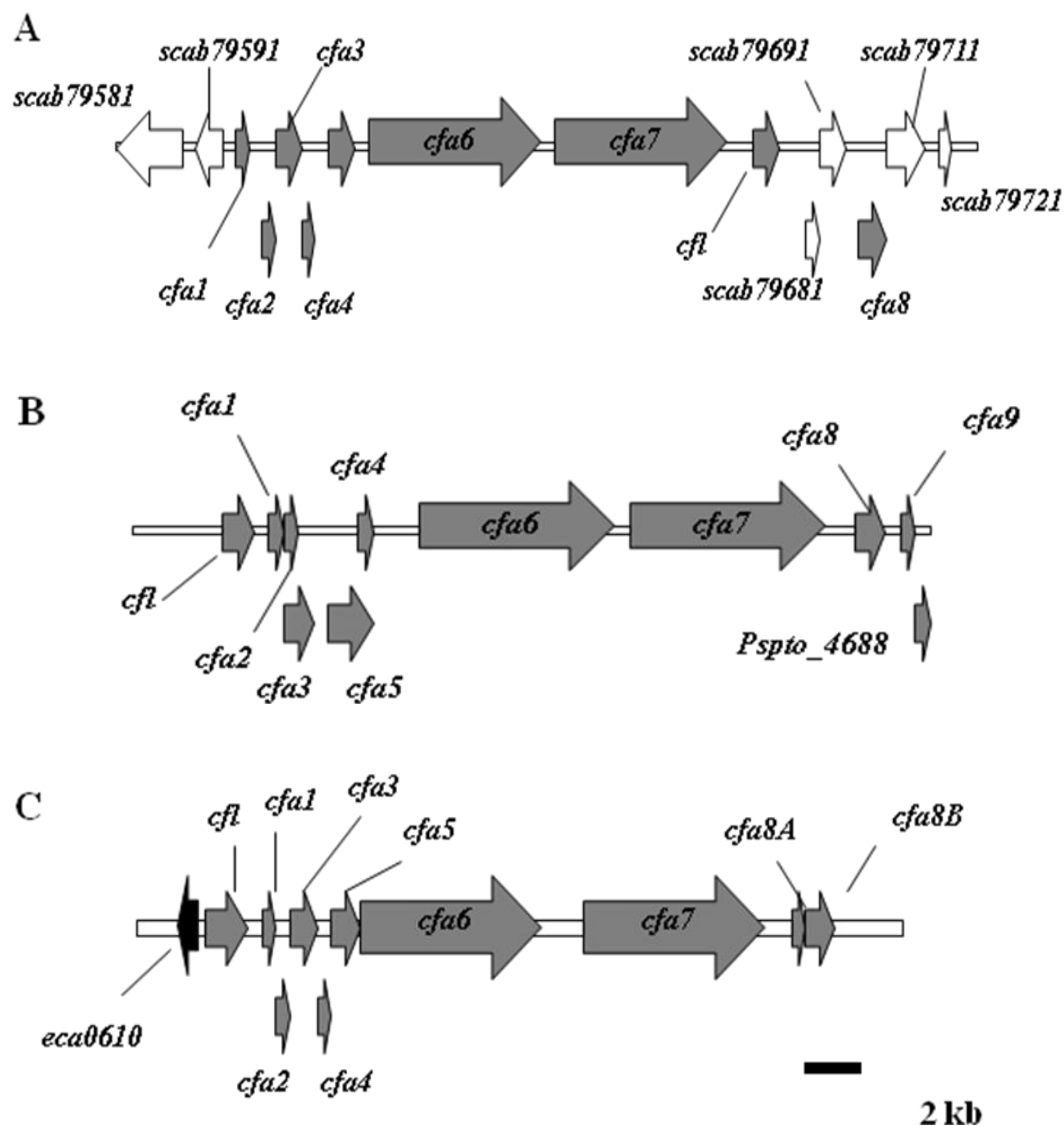 A
scab79581
scab79591
cfa3
scab79691
scab79711
cfa6
cfa7
scab79721
cfa1
cfa2
cfa4
cfl
scab79681
cfa8
B
cfa1
cfa4
cfa8
cfa9
cfa6
cfa7
cfl
cfa2
cfa3
cfa5
Pspto_4688
C
cfl
cfa1
cfa3
cfa5
cfa8A
cfa8B
cfa6
cfa7
eca0610
cfa2
cfa4
2 kb